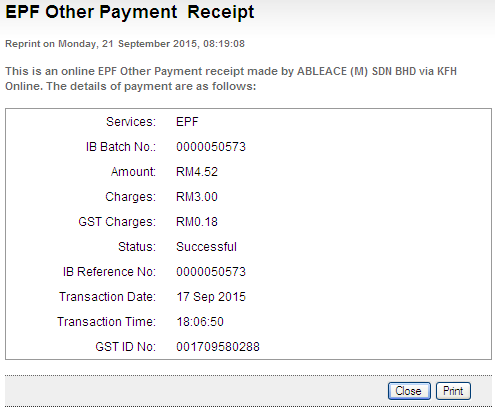 EPF Other Payment Receipt
Reprint on Monday, 21 September 2015, 08:19:08
This is an online EPF Other Payment receipt made by ABLEACE (M) SDN BHD via KFH
Online. The details of payment are as follows:
Services: EPF
IB Batch No.: 0000050573
Amount: RM4.52
Charges: RM3.00
GST Charges: RM0.18
Status: Successful
IB Reference No: 0000050573
Transaction Date: 17 Sep 2015
Transaction Time: 18:06:50
GST ID No: 001709580288
Close Print